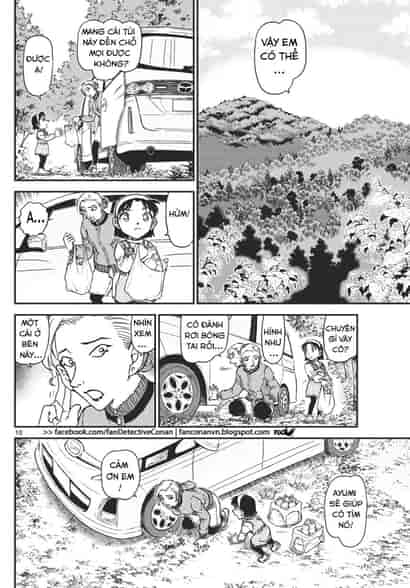 VẬY EM
CÓ THỂ
...
MANG CÁI TÚI
NÀY ĐẾN CHỖ
MỌI ĐƯỢC
KHÔNG?
ĐƯỢC
Ạ!
HỬM!
A...
CHUYỆN
GÌ VẬY
CÔ?
HÌNH
NHƯ
...
CÔ ĐÁNH
RƠI BÔNG
TAI RỒI...
NHÌN
XEM
...
MỘT
CÁI Ở
BÊN
NÀY...
10
>> facebook.com/fanDetectiveConan | fanconanvn.blogspot.com
CẢM
ƠN EM
!
AYUMI
SẼ GIÚP
CÔ TÌM
NÓ!